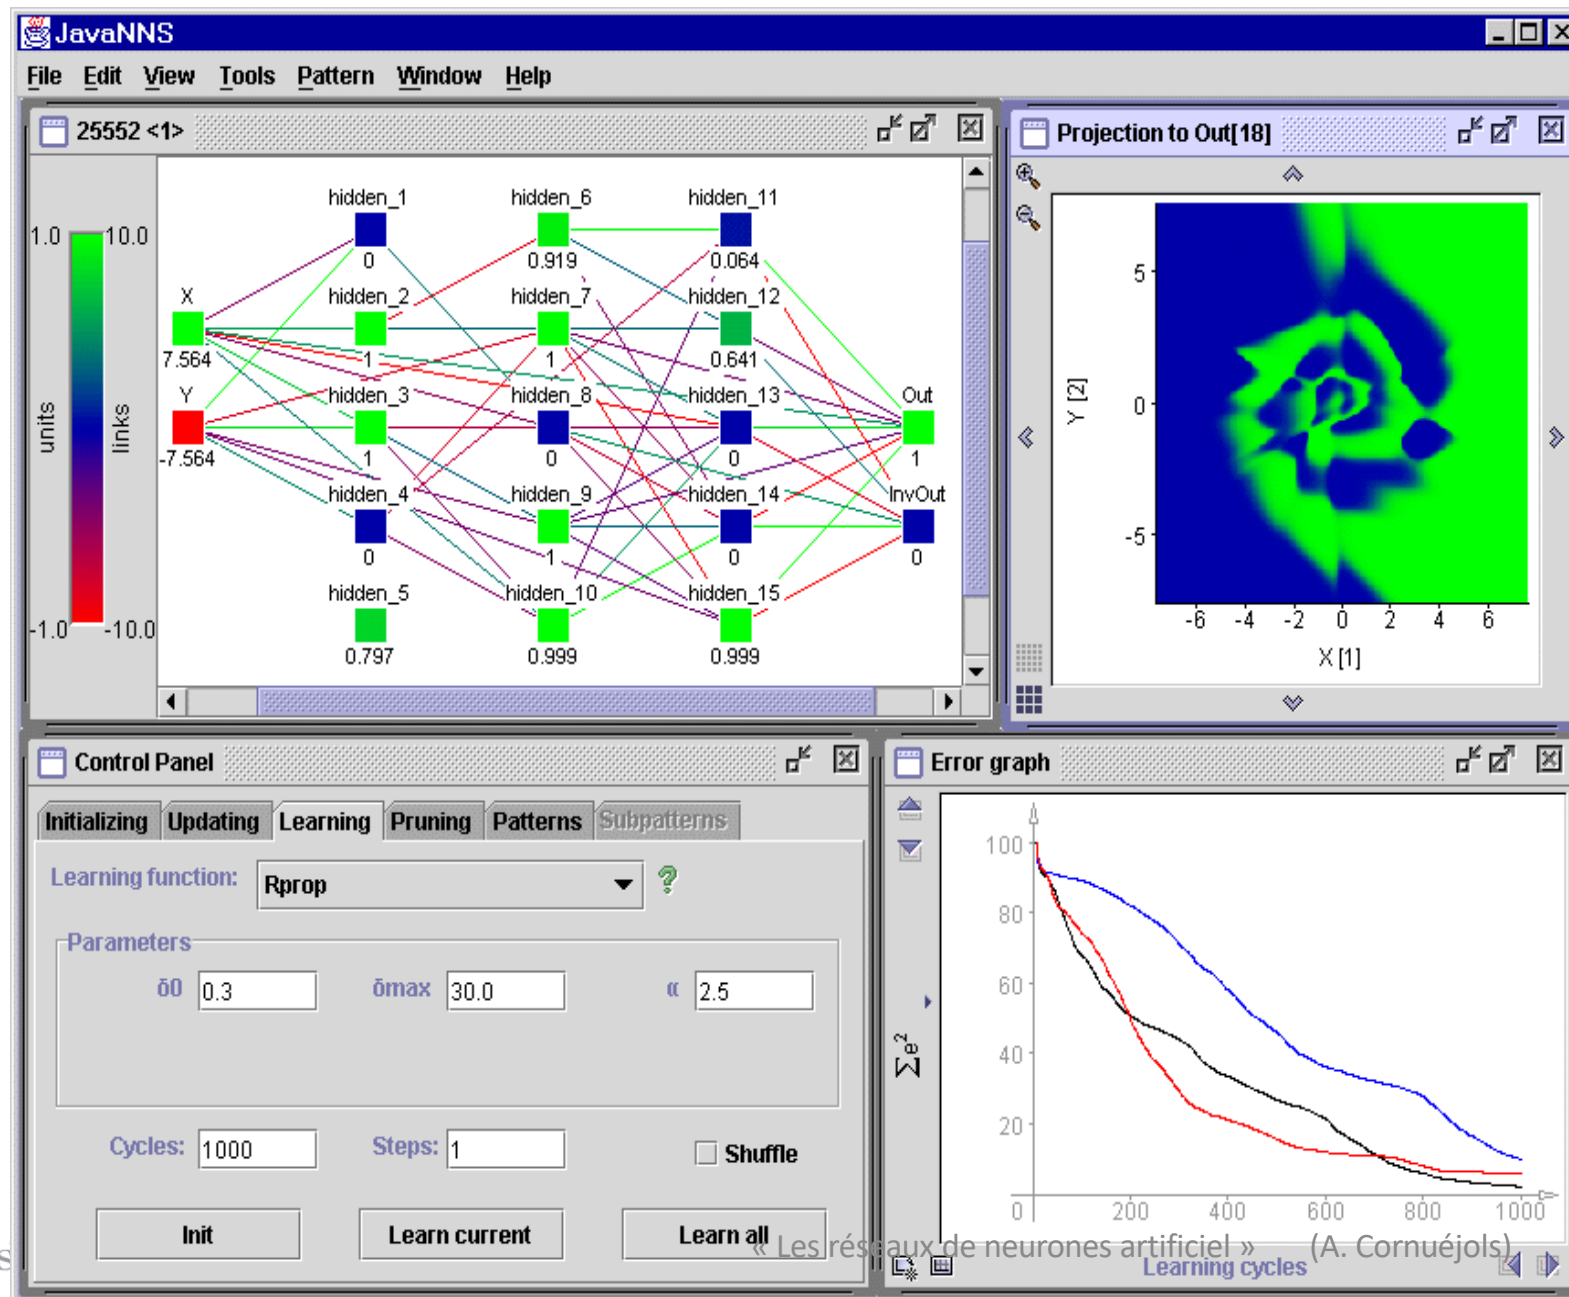 JavaNNS
File Edit View Tools Pattern Window Help
25552 <1>
1.0 10.0
units
links
-1.0 -10.0
hidden_1 hidden_6 hidden_11
0 0.919 0.064
X hidden_2 hidden_7 hidden_12
7.564 1 1 0.641
Y hidden_3 hidden_8 hidden_13 Out
-7.564 1 0 0 1
hidden_4 hidden_9 hidden_14 InvOut
0 1 0 0
hidden_5 hidden_10 hidden_15
0.797 0.999 0.999
Projection to Out[18]
5
0
-5
Y [2]
-6 -4 -2 0 2 4 6
X [1]
Control Panel
Initializing Updating Learning Pruning Patterns Subpatterns
Learning function: Rprop ?
Parameters
δ0 0.3 δmax 30.0 α 2.5
Cycles: 1000 Steps: 1 Shuffle
Init Learn current Learn all
Error graph
100
80
60
40
20
Σe²
0 200 400 600 800 1000
Learning cycles
s « Les réseaux de neurones artificiel » (A. Cornuéjols)